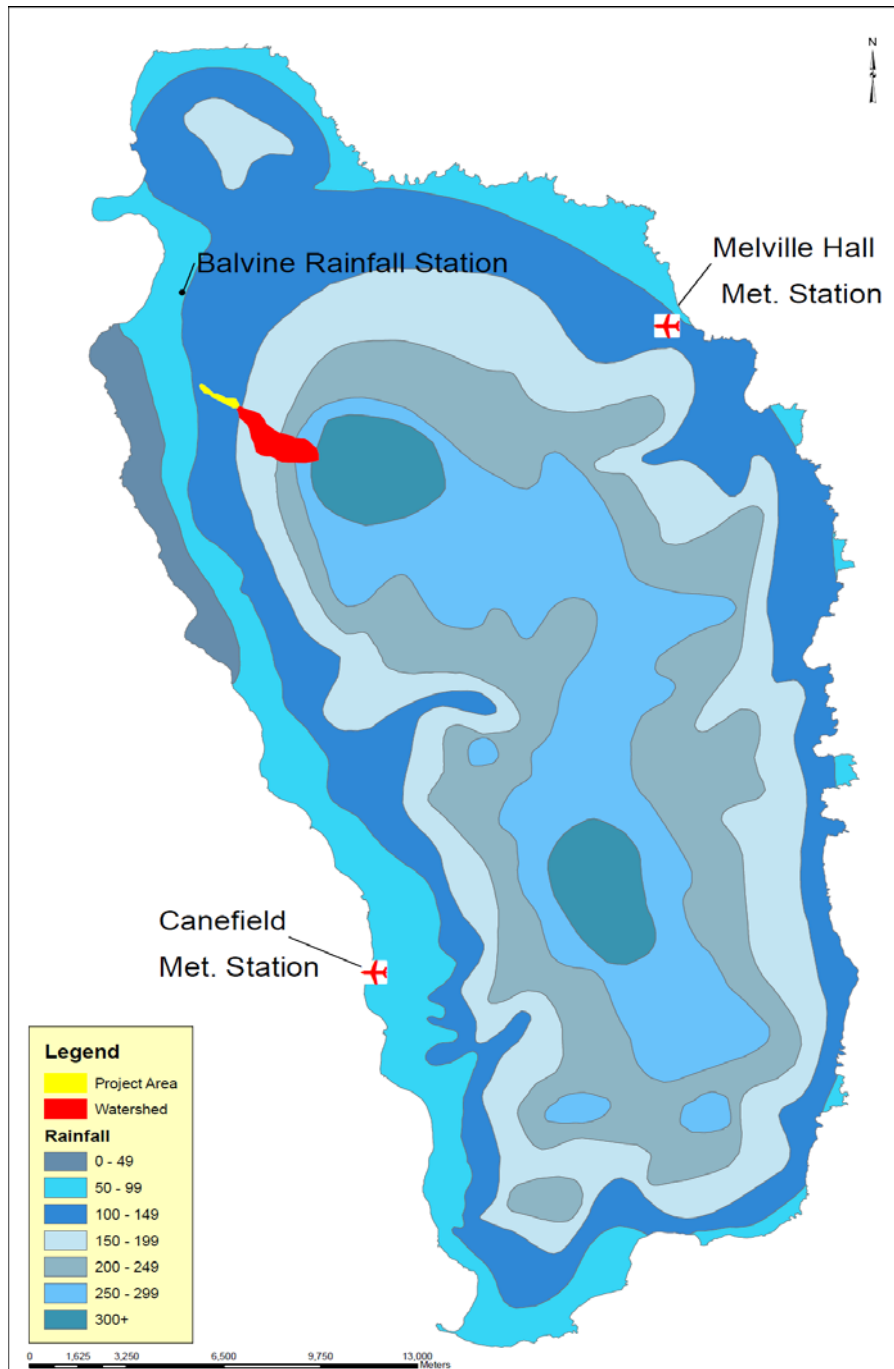 N
Melville Hall
Met. Station
Balvine Rainfall Station
Canefield
Met. Station
Legend
Project Area
Watershed
Rainfall
0 - 49
50 - 99
100 - 149
150 - 199
200 - 249
250 - 299
300+
0 1,625 3,250 6,500 9,750 13,000
Meters